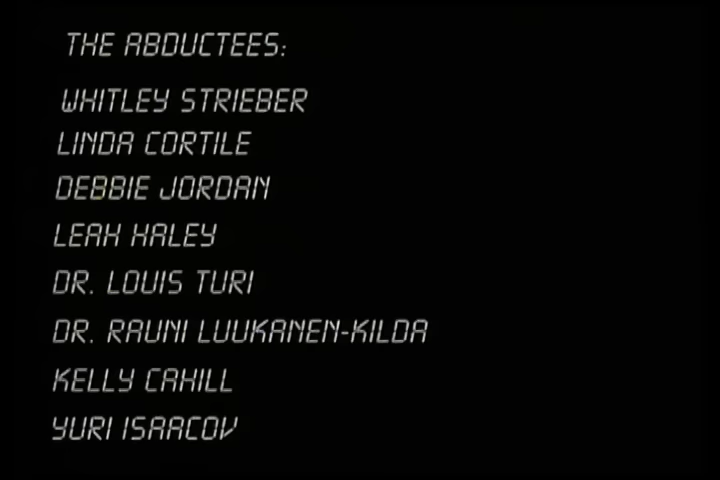 THE ABDUCTEES:
WHITLEY STRIEBER
LINDA CORTILE
DEBBIE JORDAN
LEAH HALEY
DR. LOUIS TURI
DR. RAUNI LUUKANEN-KILDA
KELLY CAHILL
YURI ISAACOV